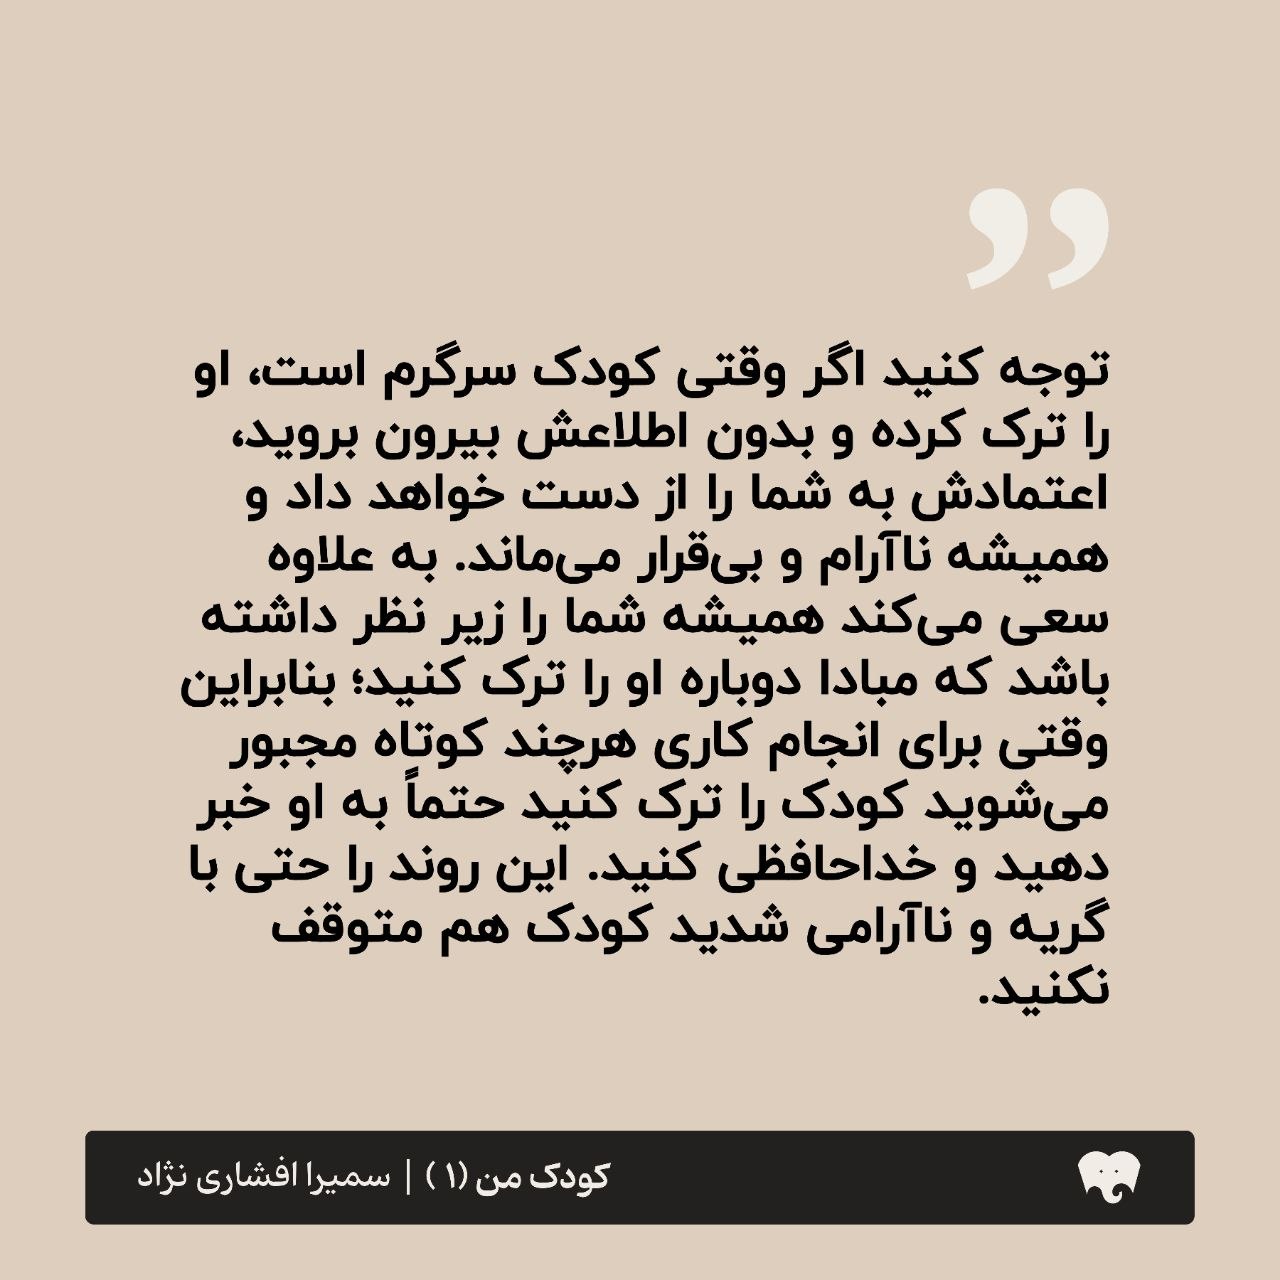 ”
توجه کنید اگر وقتی کودک سرگرم است، او
را ترک کرده و بدون اطلاعش بیرون بروید،
اعتمادش به شما را از دست خواهد داد و
همیشه ناآرام و بی‌قرار می‌ماند. به علاوه
سعی می‌کند همیشه شما را زیر نظر داشته
باشد که مبادا دوباره او را ترک کنید؛ بنابراین
وقتی برای انجام کاری هرچند کوتاه مجبور
می‌شوید کودک را ترک کنید حتماً به او خبر
دهید و خداحافظی کنید. این روند را حتی با
گریه و ناآرامی شدید کودک هم متوقف
نکنید.
کودک من (۱) | سمیرا افشاری نژاد